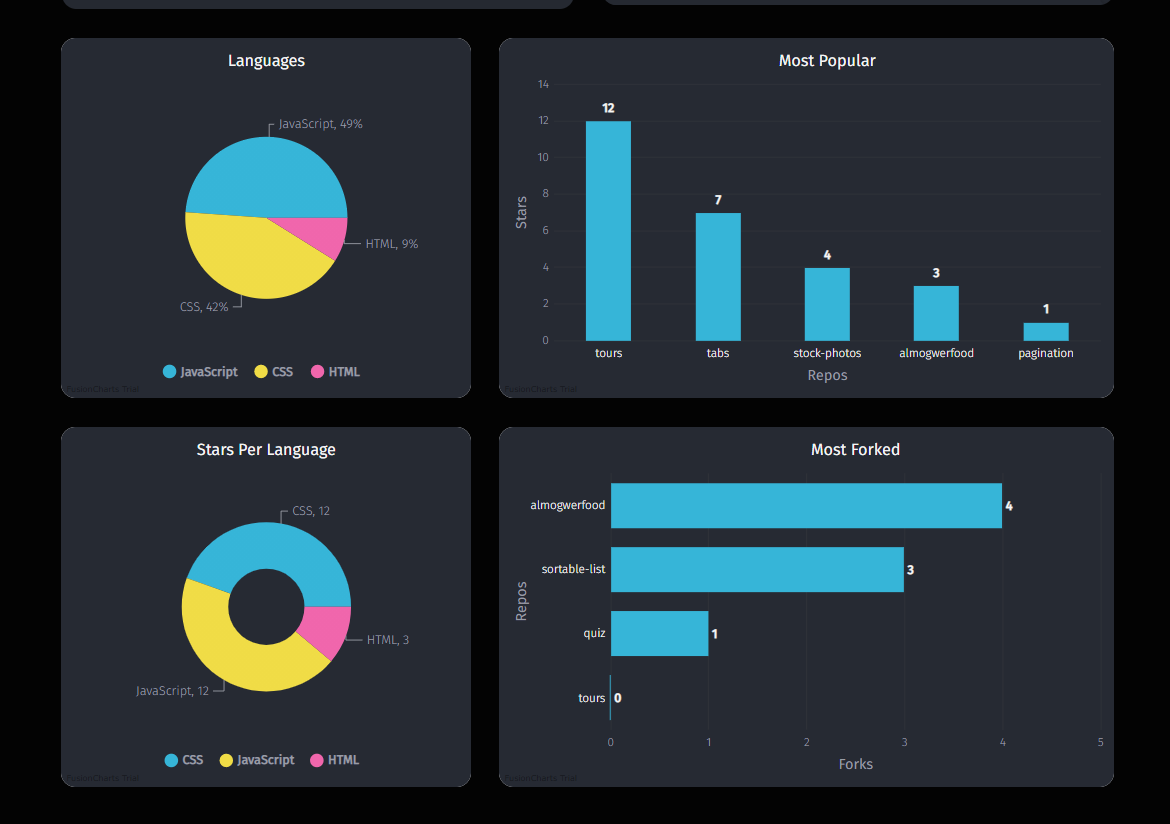 Languages
JavaScript, 49%
HTML, 9%
CSS, 42%
JavaScript CSS HTML
FusionCharts Trial
Most Popular
14
12
10
8
6
4
2
0
Stars
12
7
4
3
1
tours tabs stock-photos almogwerfood pagination
Repos
FusionCharts Trial
Stars Per Language
CSS, 12
HTML, 3
JavaScript, 12
CSS JavaScript HTML
FusionCharts Trial
Most Forked
Repos
almogwerfood 4
sortable-list 3
quiz 1
tours 0
0 1 2 3 4 5
Forks
FusionCharts Trial